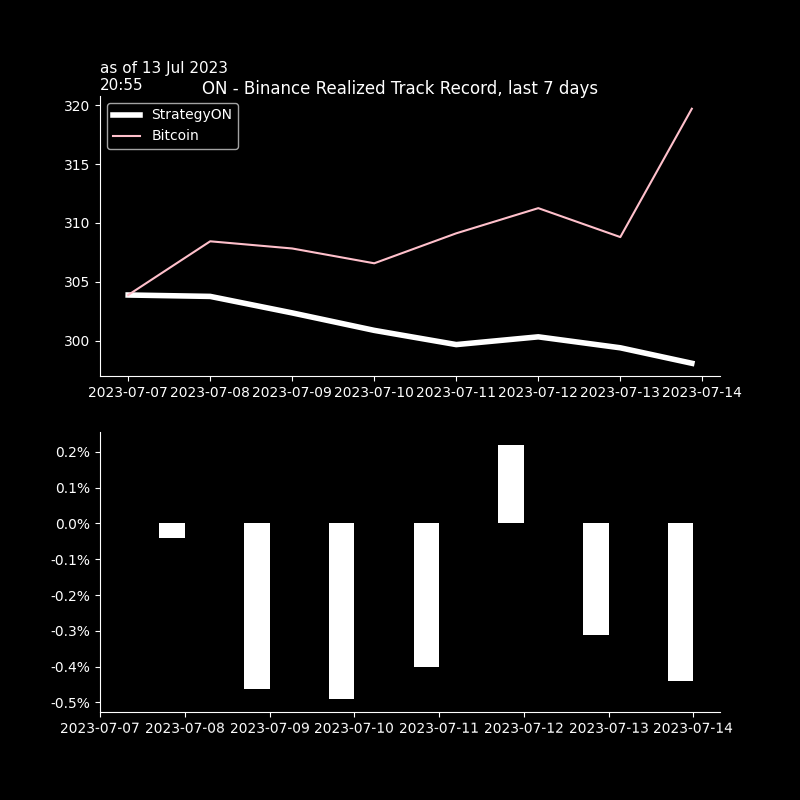 as of 13 Jul 2023
20:55
ON - Binance Realized Track Record, last 7 days
StrategyON
Bitcoin
320
315
310
305
300
2023-07-07 2023-07-08 2023-07-09 2023-07-10 2023-07-11 2023-07-12 2023-07-13 2023-07-14
0.2%
0.1%
0.0%
-0.1%
-0.2%
-0.3%
-0.4%
-0.5%
2023-07-07 2023-07-08 2023-07-09 2023-07-10 2023-07-11 2023-07-12 2023-07-13 2023-07-14